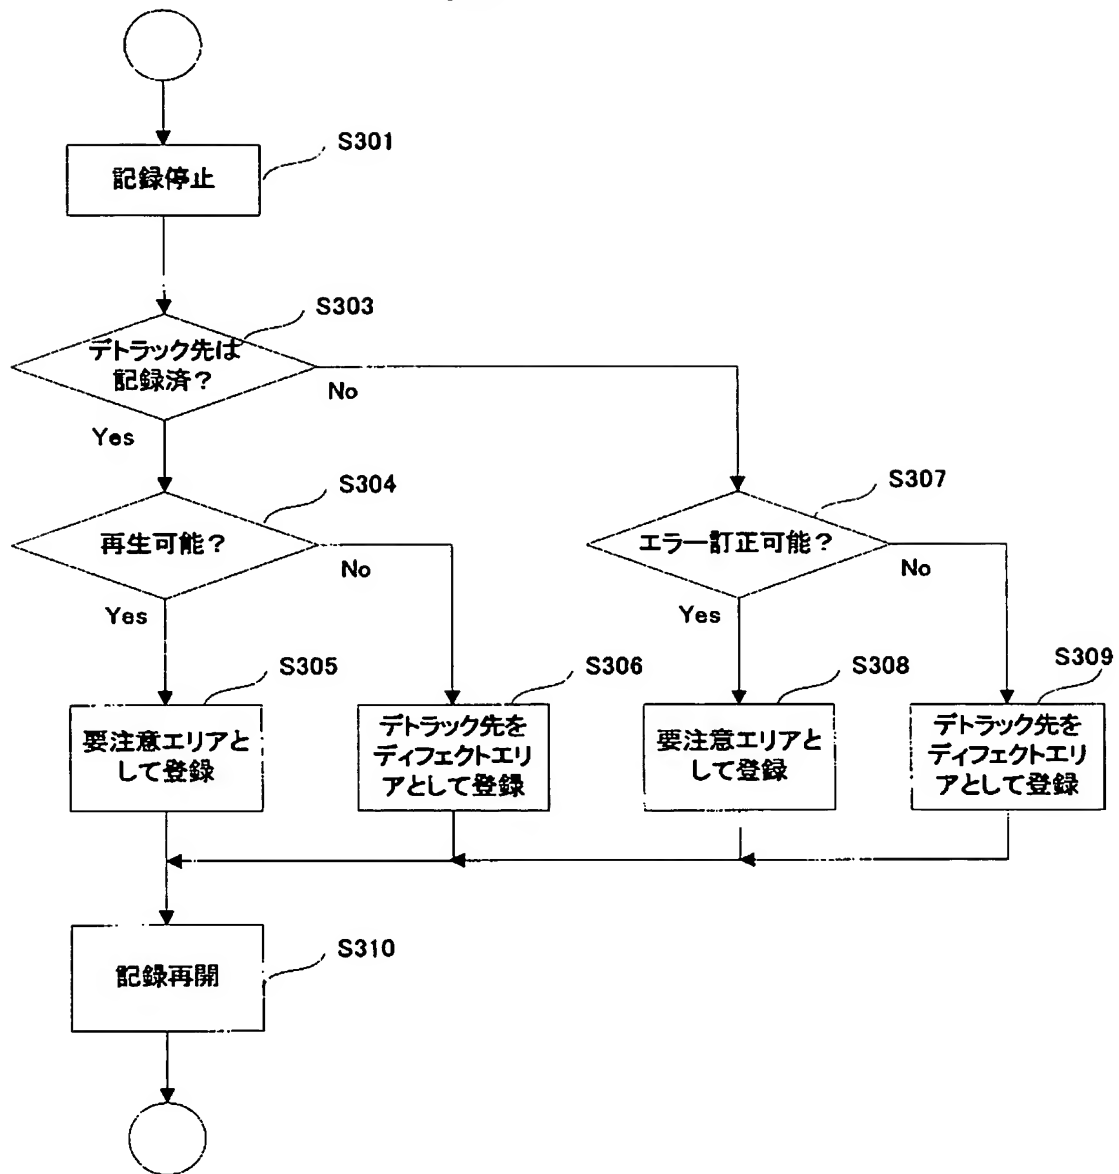 S301
記録停止
S303
デトラック先は
記録済？
No
Yes
S304
再生可能？
No
Yes
S307
エラー訂正可能？
No
Yes
S305
要注意エリアと
して登録
S306
デトラック先を
ディフェクトエリ
アとして登録
S308
要注意エリアと
して登録
S309
デトラック先を
ディフェクトエリ
アとして登録
S310
記録再開